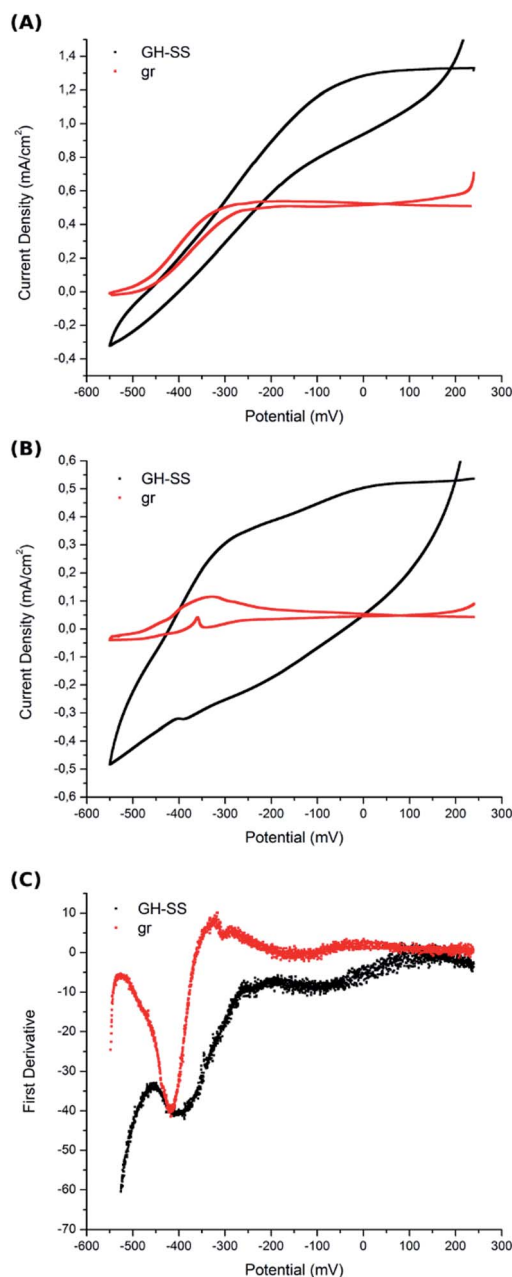 (A)
GH-SS
gr
1,4
1,2
1,0
0,8
0,6
0,4
0,2
0,0
-0,2
-0,4
Current Density (mA/cm²)
-600 -500 -400 -300 -200 -100 0 100 200 300
Potential (mV)
(B)
GH-SS
gr
0,6
0,5
0,4
0,3
0,2
0,1
0,0
-0,1
-0,2
-0,3
-0,4
-0,5
-0,6
Current Density (mA/cm²)
-600 -500 -400 -300 -200 -100 0 100 200 300
Potential (mV)
(C)
GH-SS
gr
10
0
-10
-20
-30
-40
-50
-60
-70
First Derivative
-600 -500 -400 -300 -200 -100 0 100 200 300
Potential (mV)